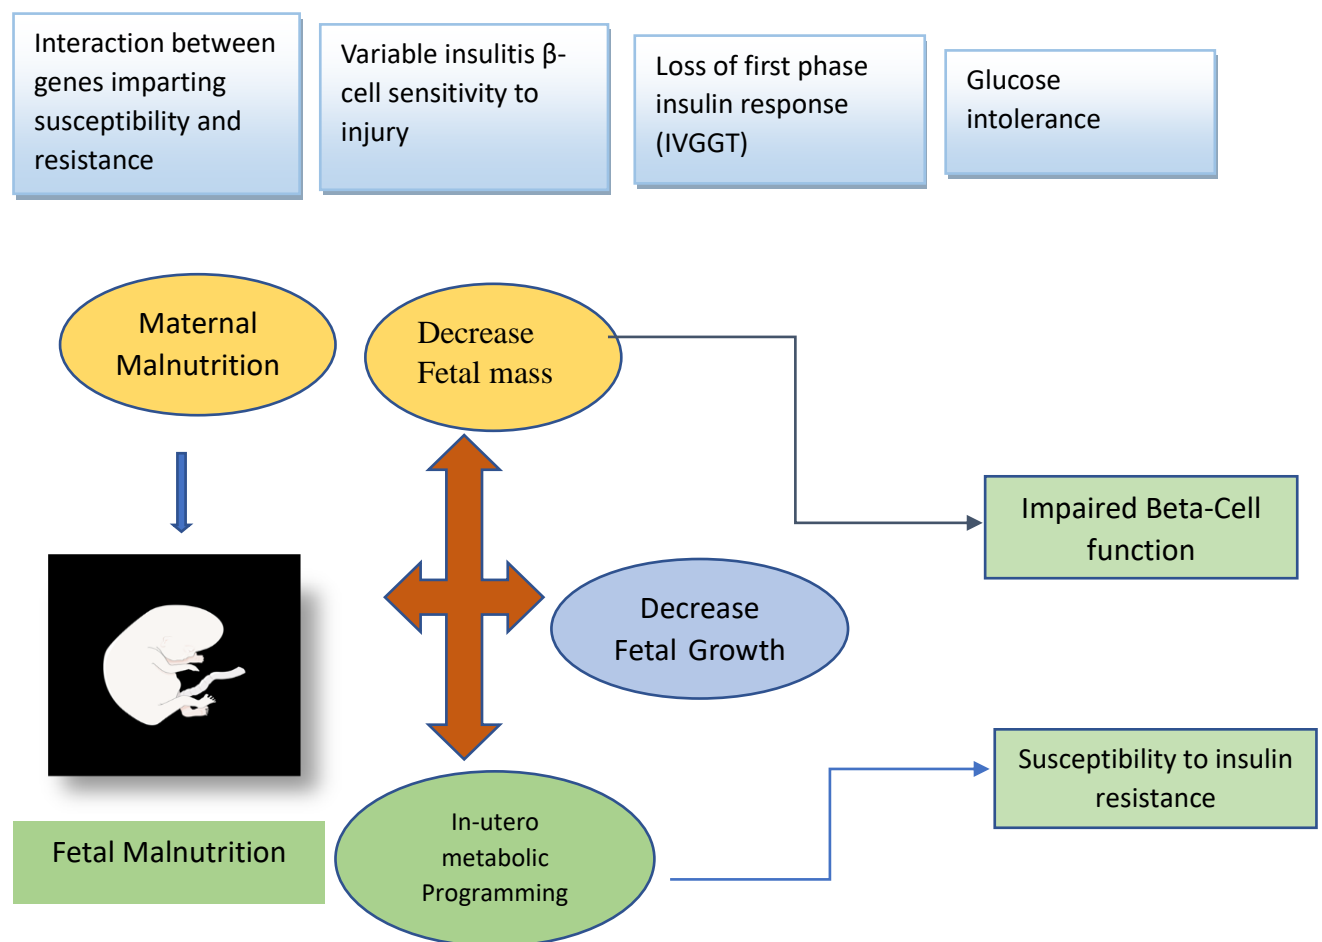 Interaction between
genes imparting
susceptibility and
resistance
Variable insulitis β-
cell sensitivity to
injury
Loss of first phase
insulin response
(IVGGT)
Glucose
intolerance
Maternal
Malnutrition
Decrease
Fetal mass
Impaired Beta-Cell
function
Decrease
Fetal Growth
Susceptibility to insulin
resistance
Fetal Malnutrition
In-utero
metabolic
Programming